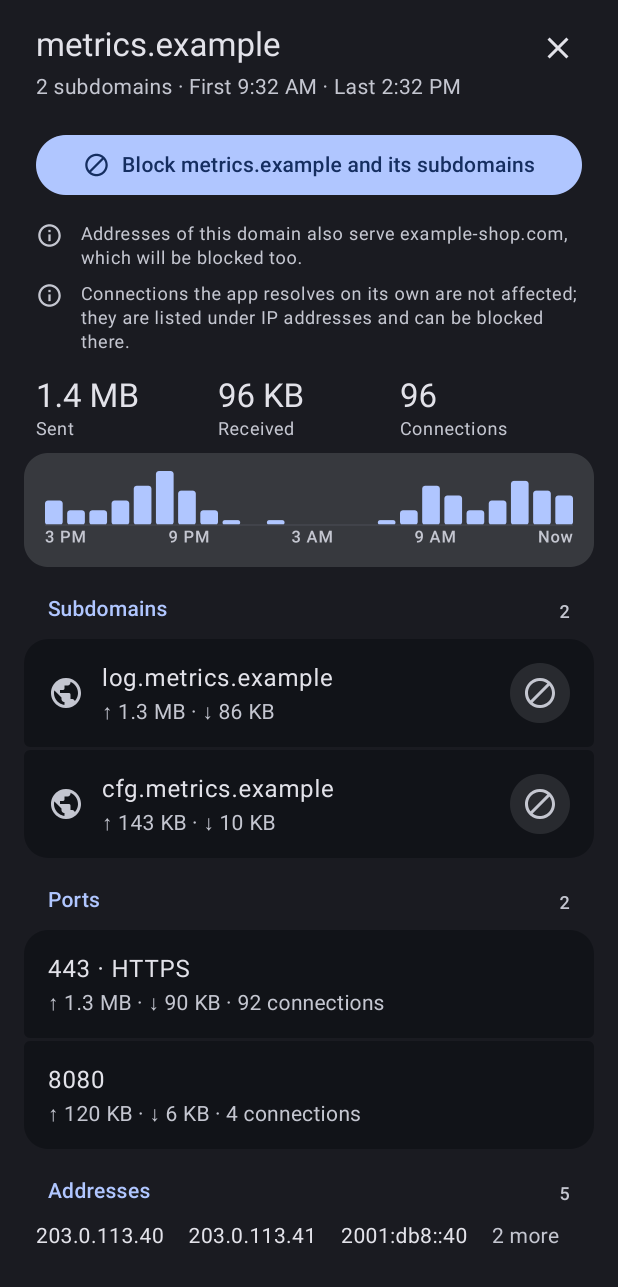 metrics.example
2 subdomains · First 9:32 AM · Last 2:32 PM
Block metrics.example and its subdomains
Addresses of this domain also serve example-shop.com,
which will be blocked too.
Connections the app resolves on its own are not affected;
they are listed under IP addresses and can be blocked
there.
1.4 MB 96 KB 96
Sent Received Connections
3 PM 9 PM 3 AM 9 AM Now
Subdomains 2
log.metrics.example
↑ 1.3 MB · ↓ 86 KB
cfg.metrics.example
↑ 143 KB · ↓ 10 KB
Ports 2
443 · HTTPS
↑ 1.3 MB · ↓ 90 KB · 92 connections
8080
↑ 120 KB · ↓ 6 KB · 4 connections
Addresses 5
203.0.113.40 203.0.113.41 2001:db8::40 2 more